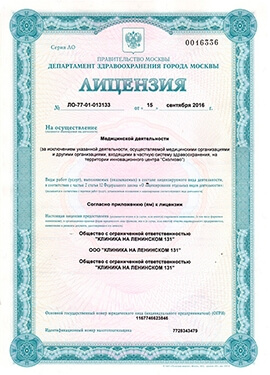 Серия ЛО
0016336
ПРАВИТЕЛЬСТВО МОСКВЫ
ДЕПАРТАМЕНТ ЗДРАВООХРАНЕНИЯ ГОРОДА МОСКВЫ
ЛИЦЕНЗИЯ
№ ЛО-77-01-013133 от « 15 » сентября 2016 г.
На осуществление
Медицинской деятельности
(за исключением указанной деятельности, осуществляемой медицинскими организациями
и другими организациями, входящими в частную систему здравоохранения, на
территории инновационного центра "Сколково")
Виды работ (услуг), выполняемых (оказываемых) в составе лицензируемого вида деятельности,
в соответствии с частью 2 статьи 12 Федерального закона «О лицензировании отдельных видов деятельности»:
Согласно приложению (ям) к лицензии
Настоящая лицензия предоставлена
Общество с ограниченной ответственностью
"КЛИНИКА НА ЛЕНИНСКОМ 131"
ООО "КЛИНИКА НА ЛЕНИНСКОМ 131"
Общество с ограниченной ответственностью
"КЛИНИКА НА ЛЕНИНСКОМ 131"
Основной государственный регистрационный номер юридического лица (индивидуального предпринимателя) (ОГРН)
1167746623848
Идентификационный номер налогоплательщика
7728343479